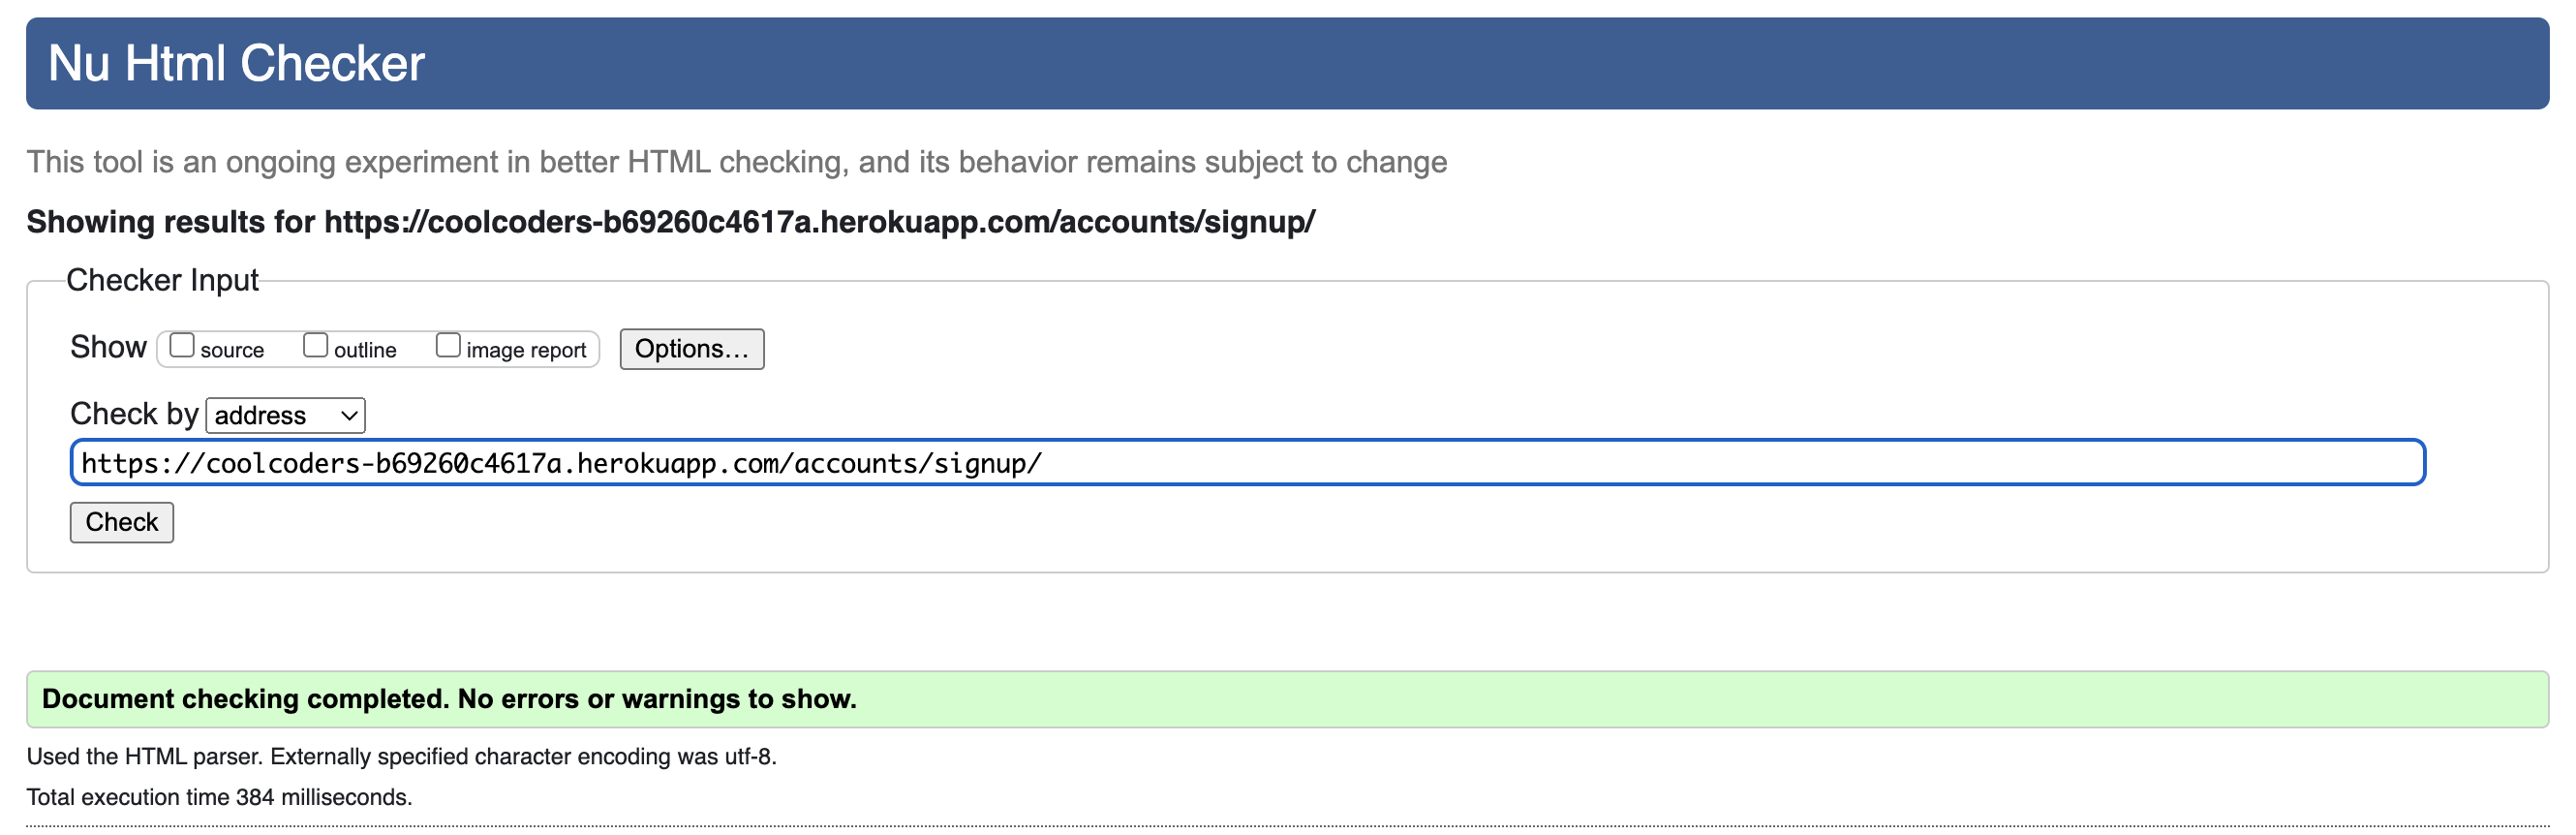 Nu Html Checker
This tool is an ongoing experiment in better HTML checking, and its behavior remains subject to change
Showing results for https://coolcoders-b69260c4617a.herokuapp.com/accounts/signup/
Checker Input
Show source outline image report Options...
Check by address
https://coolcoders-b69260c4617a.herokuapp.com/accounts/signup/
Check
Document checking completed. No errors or warnings to show.
Used the HTML parser. Externally specified character encoding was utf-8.
Total execution time 384 milliseconds.